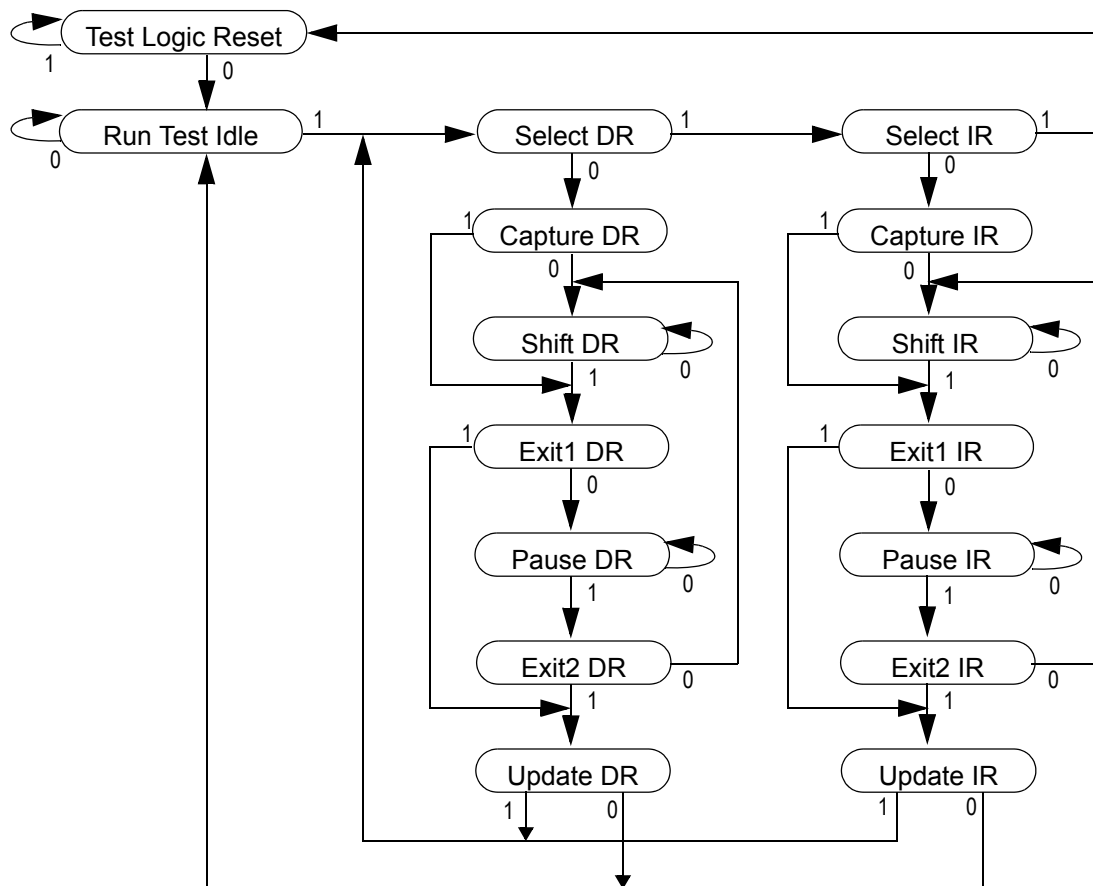 Test Logic Reset
1
0
Run Test Idle
1
Select DR
1
Select IR
1
0
0
0
1
Capture DR
1
Capture IR
0
0
Shift DR
0
Shift IR
0
1
1
1
Exit1 DR
1
Exit1 IR
0
0
Pause DR
0
Pause IR
0
1
1
Exit2 DR
0
Exit2 IR
0
1
1
Update DR
Update IR
1
0
1
0